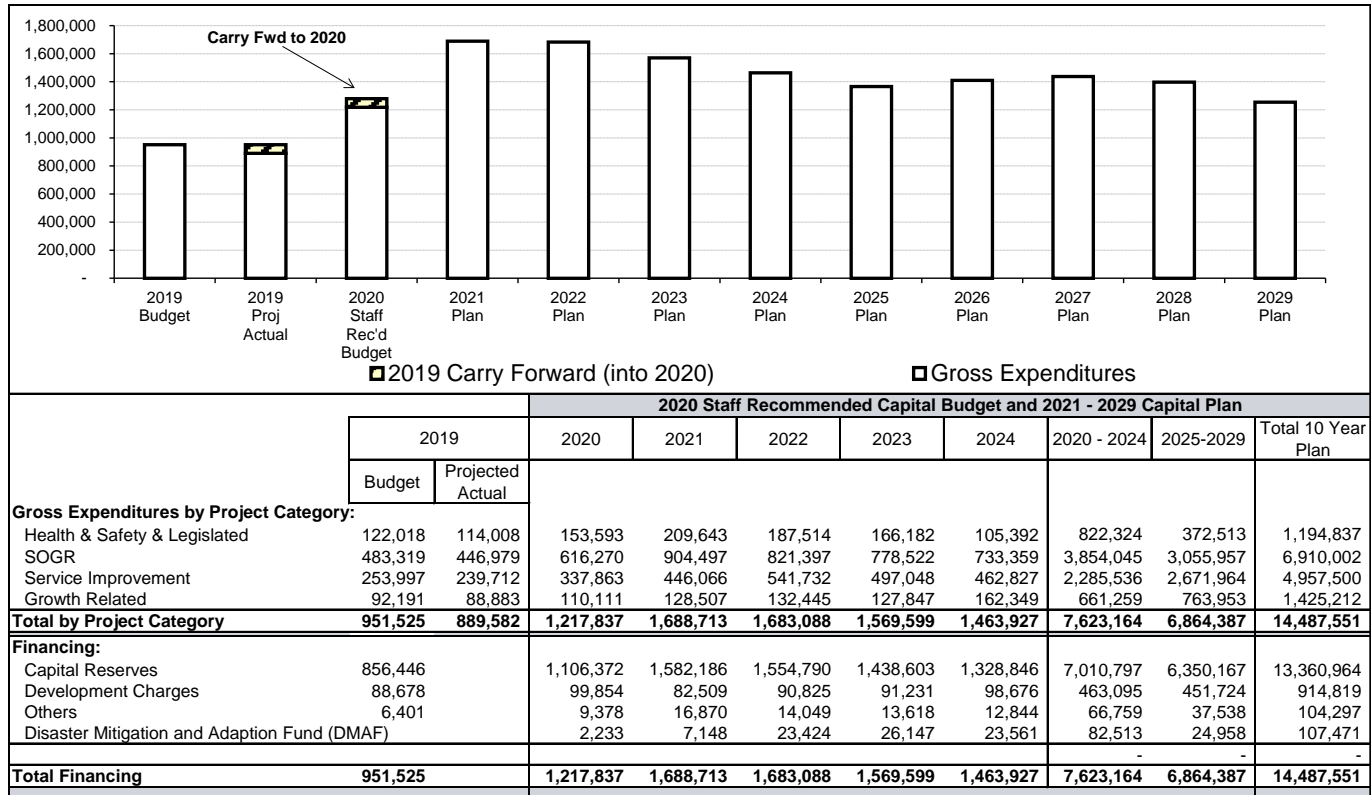 1,800,000
1,600,000
1,400,000
1,200,000
1,000,000
800,000
600,000
400,000
200,000
-
Carry Fwd to 2020
2019 Budget
2019 Proj Actual
2020 Staff Rec'd Budget
2021 Plan
2022 Plan
2023 Plan
2024 Plan
2025 Plan
2026 Plan
2027 Plan
2028 Plan
2029 Plan
2019 Carry Forward (into 2020) Gross Expenditures
2020 Staff Recommended Capital Budget and 2021 - 2029 Capital Plan
2019 2020 2021 2022 2023 2024 2020 - 2024 2025-2029 Total 10 Year Plan
Budget Projected Actual
Gross Expenditures by Project Category:
Health & Safety & Legislated 122,018 114,008 153,593 209,643 187,514 166,182 105,392 822,324 372,513 1,194,837
SOGR 483,319 446,979 616,270 904,497 821,397 778,522 733,359 3,854,045 3,055,957 6,910,002
Service Improvement 253,997 239,712 337,863 446,066 541,732 497,048 462,827 2,285,536 2,671,964 4,957,500
Growth Related 92,191 88,883 110,111 128,507 132,445 127,847 162,349 661,259 763,953 1,425,212
Total by Project Category 951,525 889,582 1,217,837 1,688,713 1,683,088 1,569,599 1,463,927 7,623,164 6,864,387 14,487,551
Financing:
Capital Reserves 856,446 1,106,372 1,582,186 1,554,790 1,438,603 1,328,846 7,010,797 6,350,167 13,360,964
Development Charges 88,678 99,854 82,509 90,825 91,231 98,676 463,095 451,724 914,819
Others 6,401 9,378 16,870 14,049 13,618 12,844 66,759 37,538 104,297
Disaster Mitigation and Adaption Fund (DMAF) 2,233 7,148 23,424 26,147 23,561 82,513 24,958 107,471
- - -
Total Financing 951,525 1,217,837 1,688,713 1,683,088 1,569,599 1,463,927 7,623,164 6,864,387 14,487,551